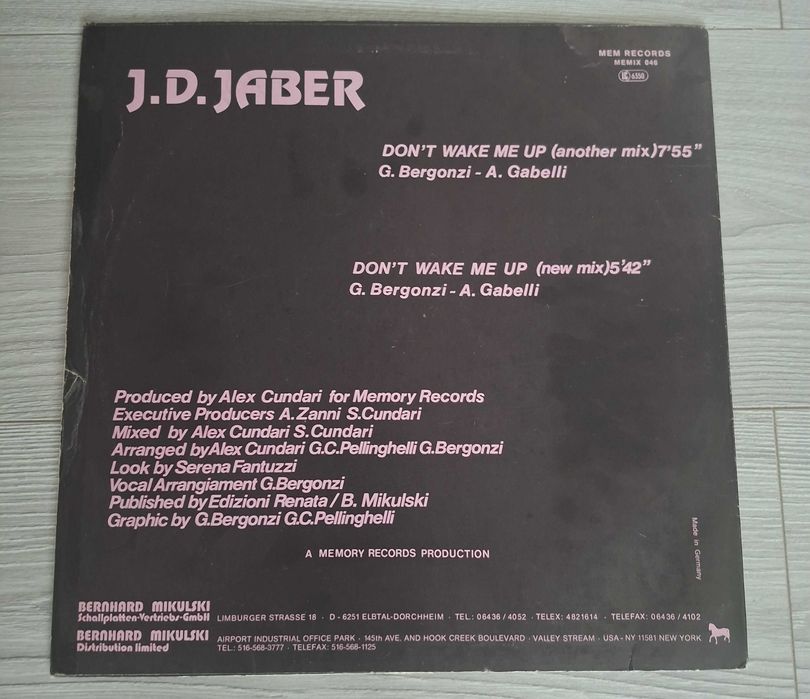 J.D. JABER
MEM RECORDS
MEMIX 046
LC 6550
DON'T WAKE ME UP (another mix) 7'55"
G. Bergonzi - A. Gabelli
DON'T WAKE ME UP (new mix) 5'42"
G. Bergonzi - A. Gabelli
Produced by Alex Cundari for Memory Records
Executive Producers A. Zanni S. Cundari
Mixed by Alex Cundari S. Cundari
Arranged by Alex Cundari G.C. Pellinghelli G. Bergonzi
Look by Serena Fantuzzi
Vocal Arrangiament G. Bergonzi
Published by Edizioni Renata / B. Mikulski
Graphic by G. Bergonzi G.C. Pellinghelli
Made in Germany
A MEMORY RECORDS PRODUCTION
BERNHARD MIKULSKI
Schallplatten-Vertriebs-GmbH LIMBURGER STRASSE 18 · D-6251 ELBTAL-DORCHHEIM · TEL.: 06436 / 4052 · TELEX: 4821614 · TELEFAX: 06436 / 4102
BERNHARD MIKULSKI AIRPORT INDUSTRIAL OFFICE PARK · 145th AVE. AND HOOK CREEK BOULEVARD · VALLEY STREAM · USA - NY 11581 NEW YORK
Distribution limited TEL.: 516-568-3777 · TELEFAX: 516-568-1125